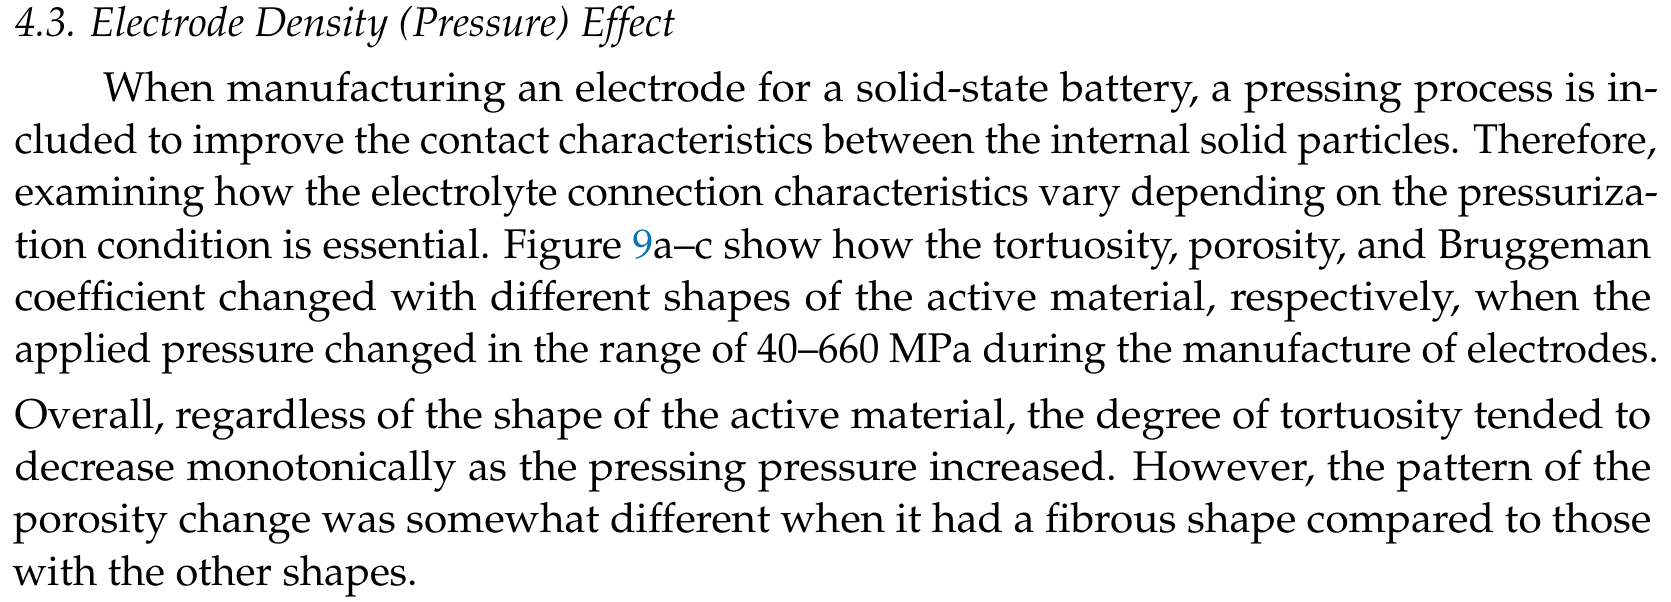 4.3. Electrode Density (Pressure) Effect
When manufacturing an electrode for a solid-state battery, a pressing process is in-
cluded to improve the contact characteristics between the internal solid particles. Therefore,
examining how the electrolyte connection characteristics vary depending on the pressuriza-
tion condition is essential. Figure 9a–c show how the tortuosity, porosity, and Bruggeman
coefficient changed with different shapes of the active material, respectively, when the
applied pressure changed in the range of 40–660 MPa during the manufacture of electrodes.
Overall, regardless of the shape of the active material, the degree of tortuosity tended to
decrease monotonically as the pressing pressure increased. However, the pattern of the
porosity change was somewhat different when it had a fibrous shape compared to those
with the other shapes.